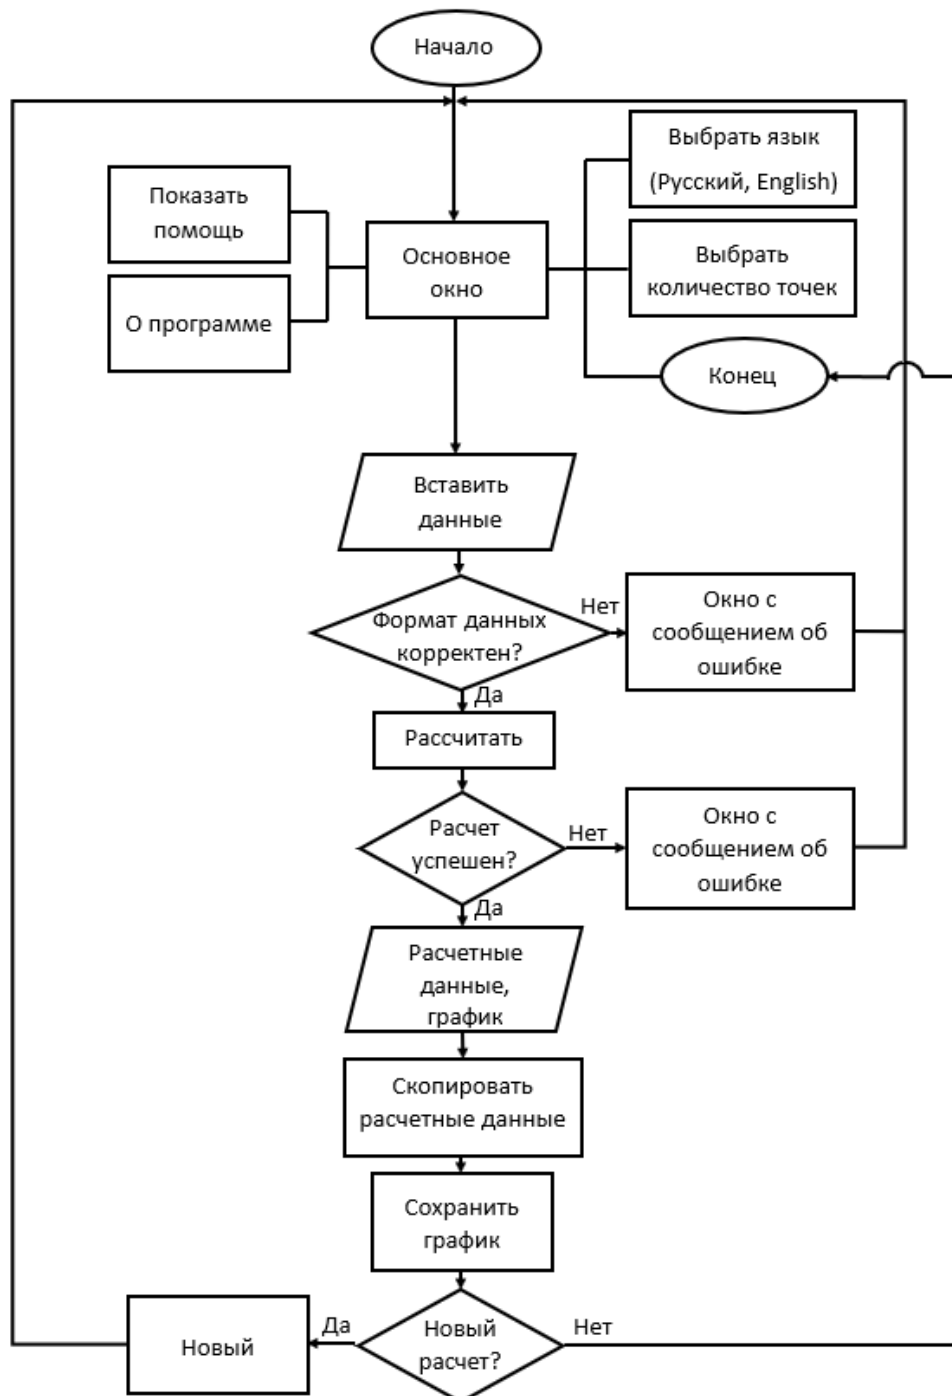 Начало
Выбрать язык
(Русский, English)
Показать
помощь
Основное
окно
Выбрать
количество точек
О программе
Конец
Вставить
данные
Формат данных
корректен?
Нет
Окно с
сообщением об
ошибке
Да
Рассчитать
Расчет
успешен?
Нет
Окно с
сообщением об
ошибке
Да
Расчетные
данные,
график
Скопировать
расчетные данные
Сохранить
график
Новый
расчет?
Да
Новый
Нет